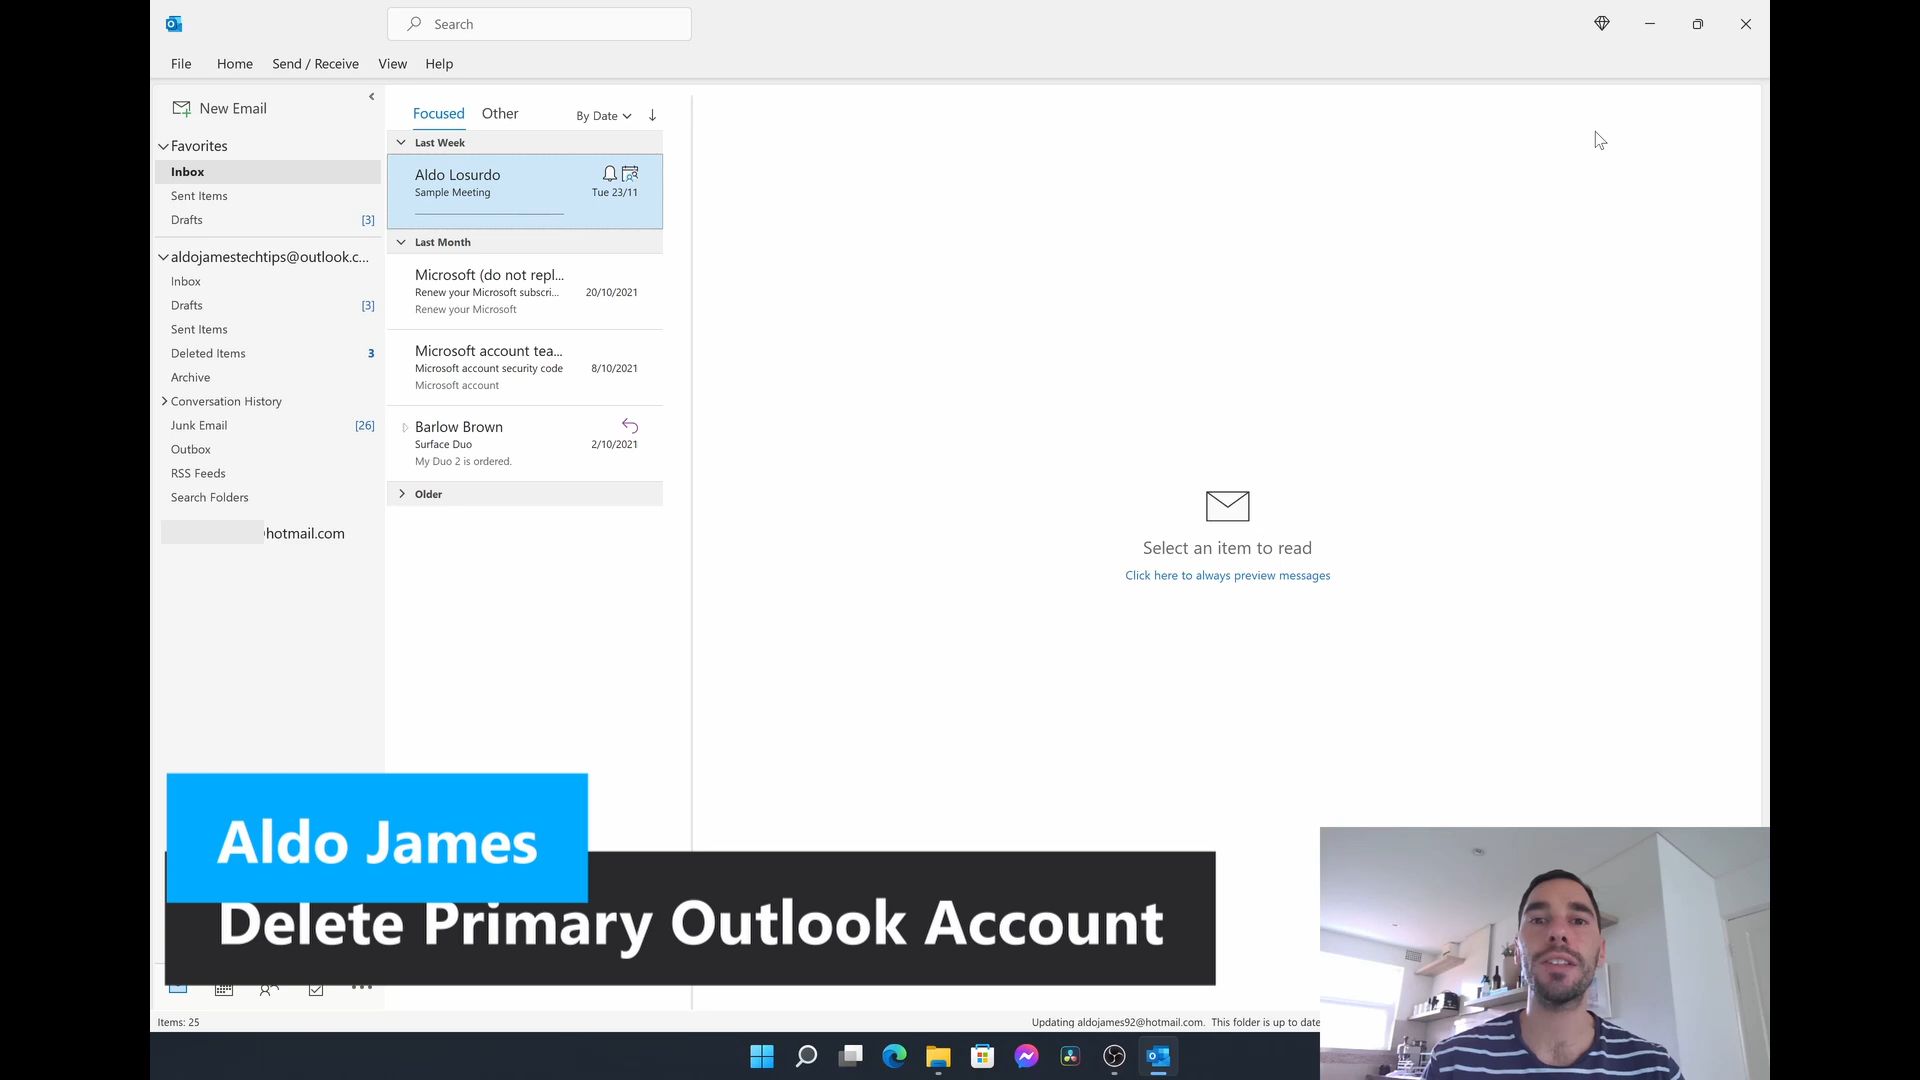 Search
File Home Send / Receive View Help
New Email
Favorites
Inbox
Sent Items
Drafts [3]
aldojamestechtips@outlook.c...
Inbox
Drafts [3]
Sent Items
Deleted Items 3
Archive
Conversation History
Junk Email [26]
Outbox
RSS Feeds
Search Folders
hotmail.com
Focused Other By Date
Last Week
Aldo Losurdo
Sample Meeting Tue 23/11
Last Month
Microsoft (do not repl...
Renew your Microsoft subscri... 20/10/2021
Renew your Microsoft
Microsoft account tea...
Microsoft account security code 8/10/2021
Microsoft account
Barlow Brown
Surface Duo 2/10/2021
My Duo 2 is ordered.
Older
Select an item to read
Click here to always preview messages
Aldo James
Delete Primary Outlook Account
Items: 25
Updating aldojames92@hotmail.com. This folder is up to date